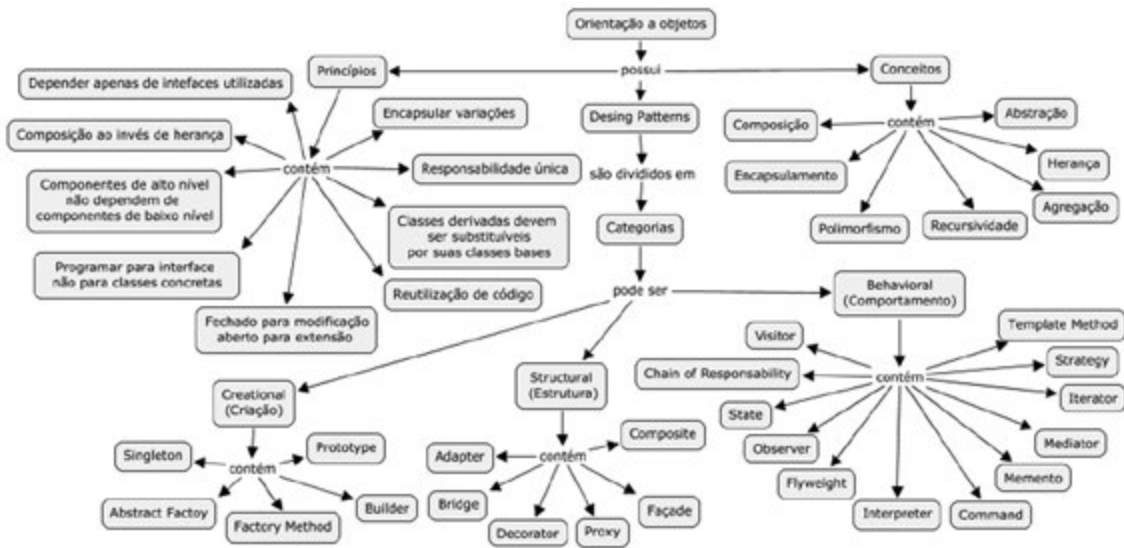 Orientação a objetos
Princípios
possui
Conceitos
Depender apenas de intefaces utilizadas
Encapsular variações
Desing Patterns
Composição
contém
Abstração
Composição ao invés de herança
contém
Responsabilidade única
são divididos em
Encapsulamento
Herança
Componentes de alto nível
não dependem de
componentes de baixo nível
Classes derivadas devem
ser substituíveis
por suas classes bases
Categorias
Polimorfismo
Recursividade
Agregação
Programar para interface
não para classes concretas
Reutilização de código
pode ser
Behavioral
(Comportamento)
Fechado para modificação
aberto para extensão
Visitor
Template Method
Creational
(Criação)
Structural
(Estrutura)
Chain of Responsability
contém
Strategy
State
Iterator
Singleton
contém
Prototype
Adapter
contém
Composite
Observer
Mediator
Abstract Factoy
Factory Method
Builder
Bridge
Decorator
Proxy
Façade
Flyweight
Interpreter
Command
Memento